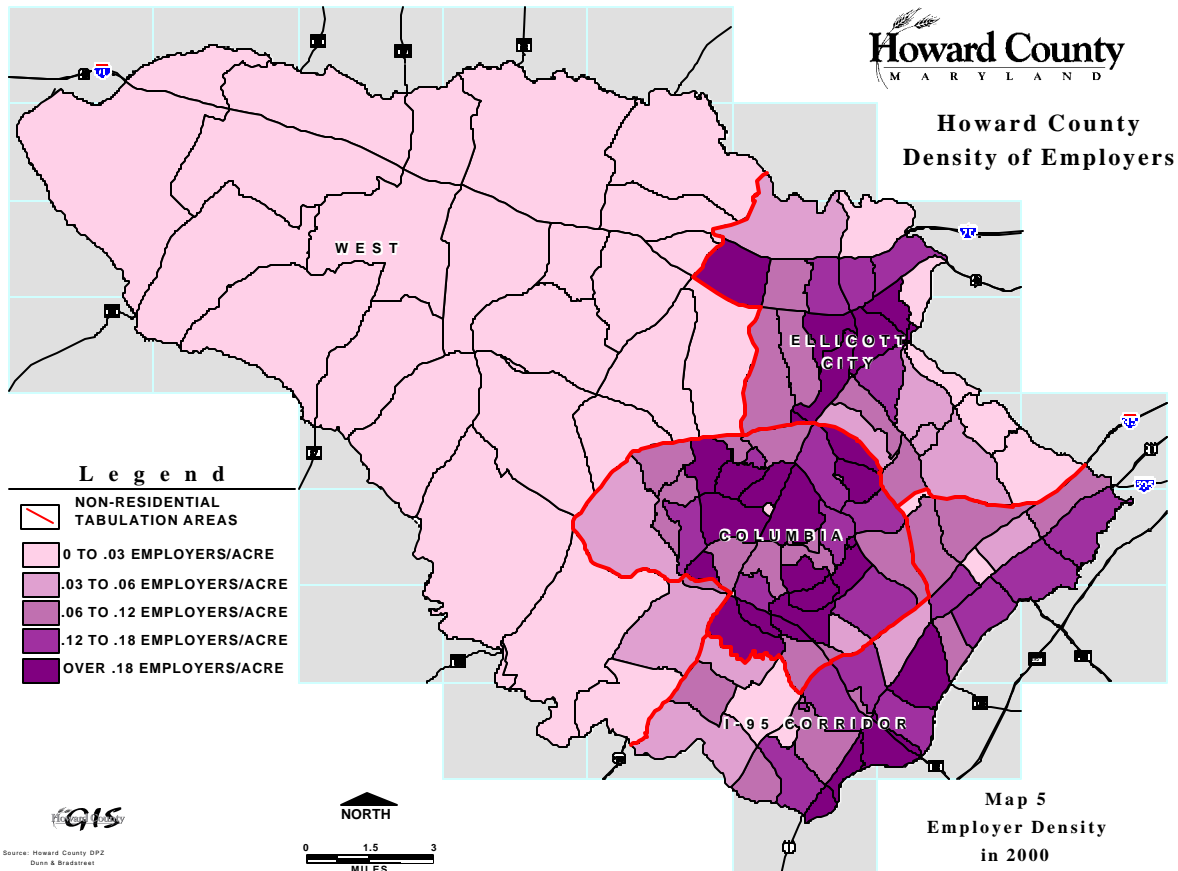 Howard County
MARYLAND
Howard County
Density of Employers
WEST
ELLICOTT
CITY
COLUMBIA
I-95 CORRIDOR
Legend
NON-RESIDENTIAL
TABULATION AREAS
0 TO .03 EMPLOYERS/ACRE
.03 TO .06 EMPLOYERS/ACRE
.06 TO .12 EMPLOYERS/ACRE
.12 TO .18 EMPLOYERS/ACRE
OVER .18 EMPLOYERS/ACRE
Howard County
GIS
Source: Howard County DPZ
Dunn & Bradstreet
NORTH
0 1.5 3
MILES
Map 5
Employer Density
in 2000